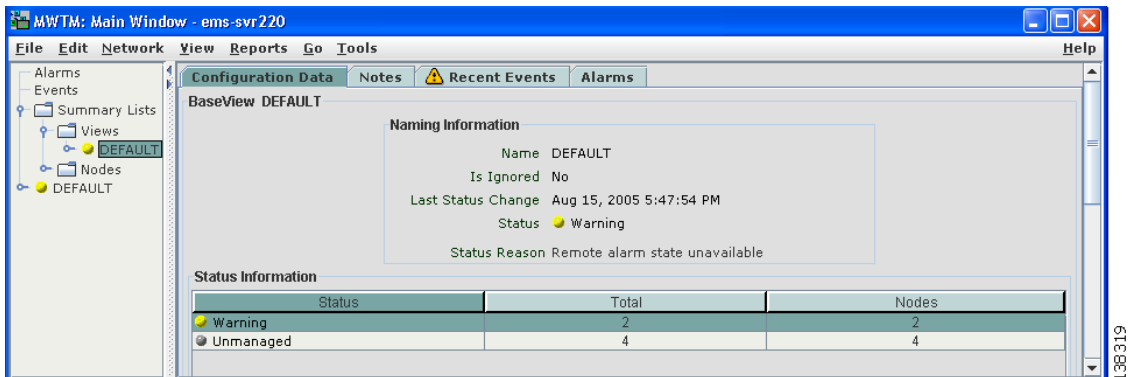 MWTM: Main Window - ems-svr220
File Edit Network View Reports Go Tools Help
Alarms
Events
Summary Lists
Views
DEFAULT
Nodes
DEFAULT
Configuration Data Notes Recent Events Alarms
BaseView DEFAULT
Naming Information
Name DEFAULT
Is Ignored No
Last Status Change Aug 15, 2005 5:47:54 PM
Status Warning
Status Reason Remote alarm state unavailable
Status Information
Status Total Nodes
Warning 2 2
Unmanaged 4 4
138319